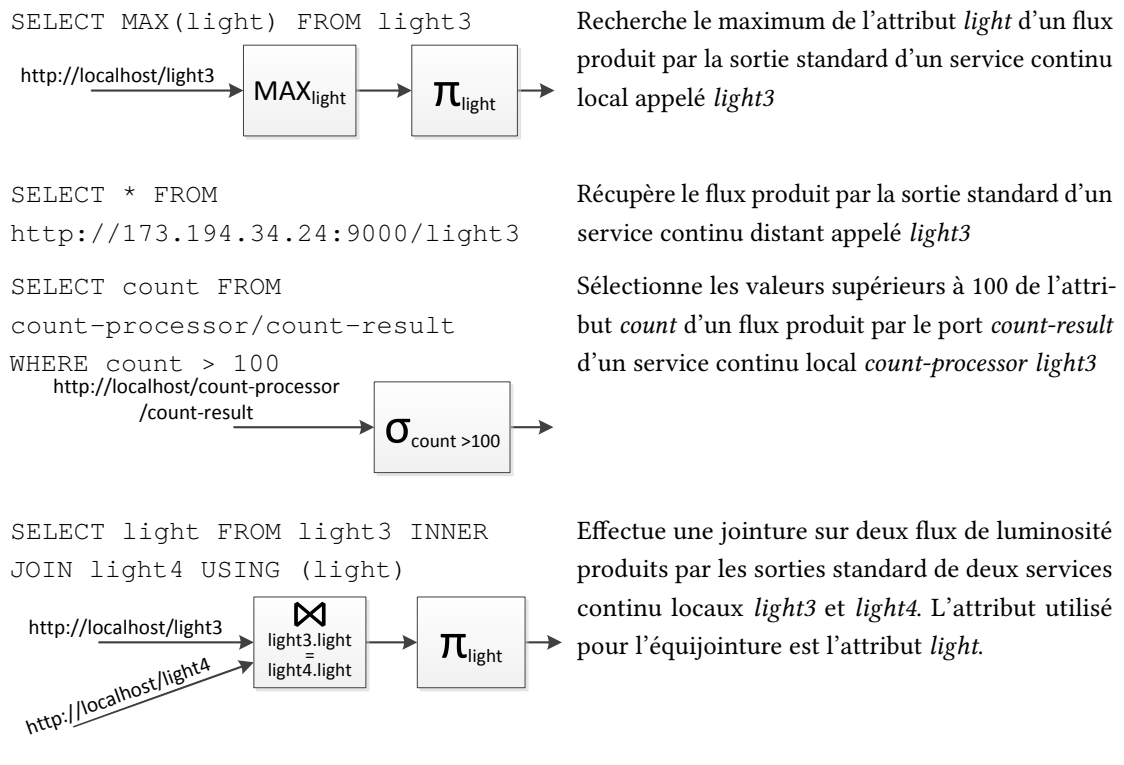 SELECT MAX(light) FROM light3
http://localhost/light3
MAXlight
πlight
Recherche le maximum de l'attribut light d'un flux
produit par la sortie standard d'un service continu
local appelé light3
SELECT * FROM
http://173.194.34.24:9000/light3
Récupère le flux produit par la sortie standard d'un
service continu distant appelé light3
SELECT count FROM
count-processor/count-result
WHERE count > 100
http://localhost/count-processor
/count-result
σcount >100
Sélectionne les valeurs supérieurs à 100 de l'attri-
but count d'un flux produit par le port count-result
d'un service continu local count-processor light3
SELECT light FROM light3 INNER
JOIN light4 USING (light)
http://localhost/light3
http://localhost/light4
⋈
light3.light
=
light4.light
πlight
Effectue une jointure sur deux flux de luminosité
produits par les sorties standard de deux services
continu locaux light3 et light4. L'attribut utilisé
pour l'équijointure est l'attribut light.